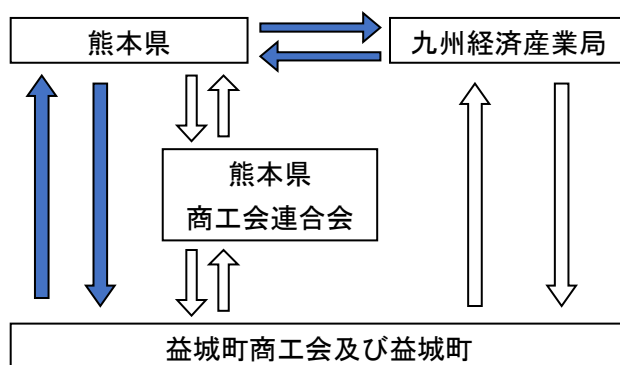 熊本県
九州経済産業局
熊本県
商工会連合会
益城町商工会及び益城町